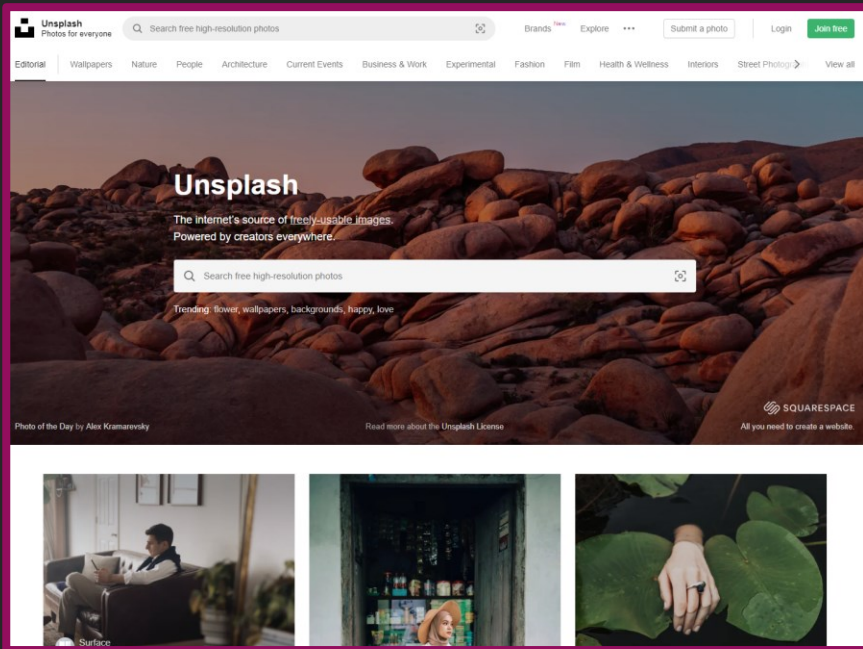 Unsplash
Photos for everyone
Search free high-resolution photos
Brands New
Explore
Submit a photo
Login
Join free
Editorial
Wallpapers
Nature
People
Architecture
Current Events
Business & Work
Experimental
Fashion
Film
Health & Wellness
Interiors
Street Photogr
View all
Unsplash
The internet's source of freely-usable images.
Powered by creators everywhere.
Search free high-resolution photos
Trending: flower, wallpapers, backgrounds, happy, love
SQUARESPACE
Photo of the Day by Alex Kramarevsky
Read more about the Unsplash License
All you need to create a website.
Surface